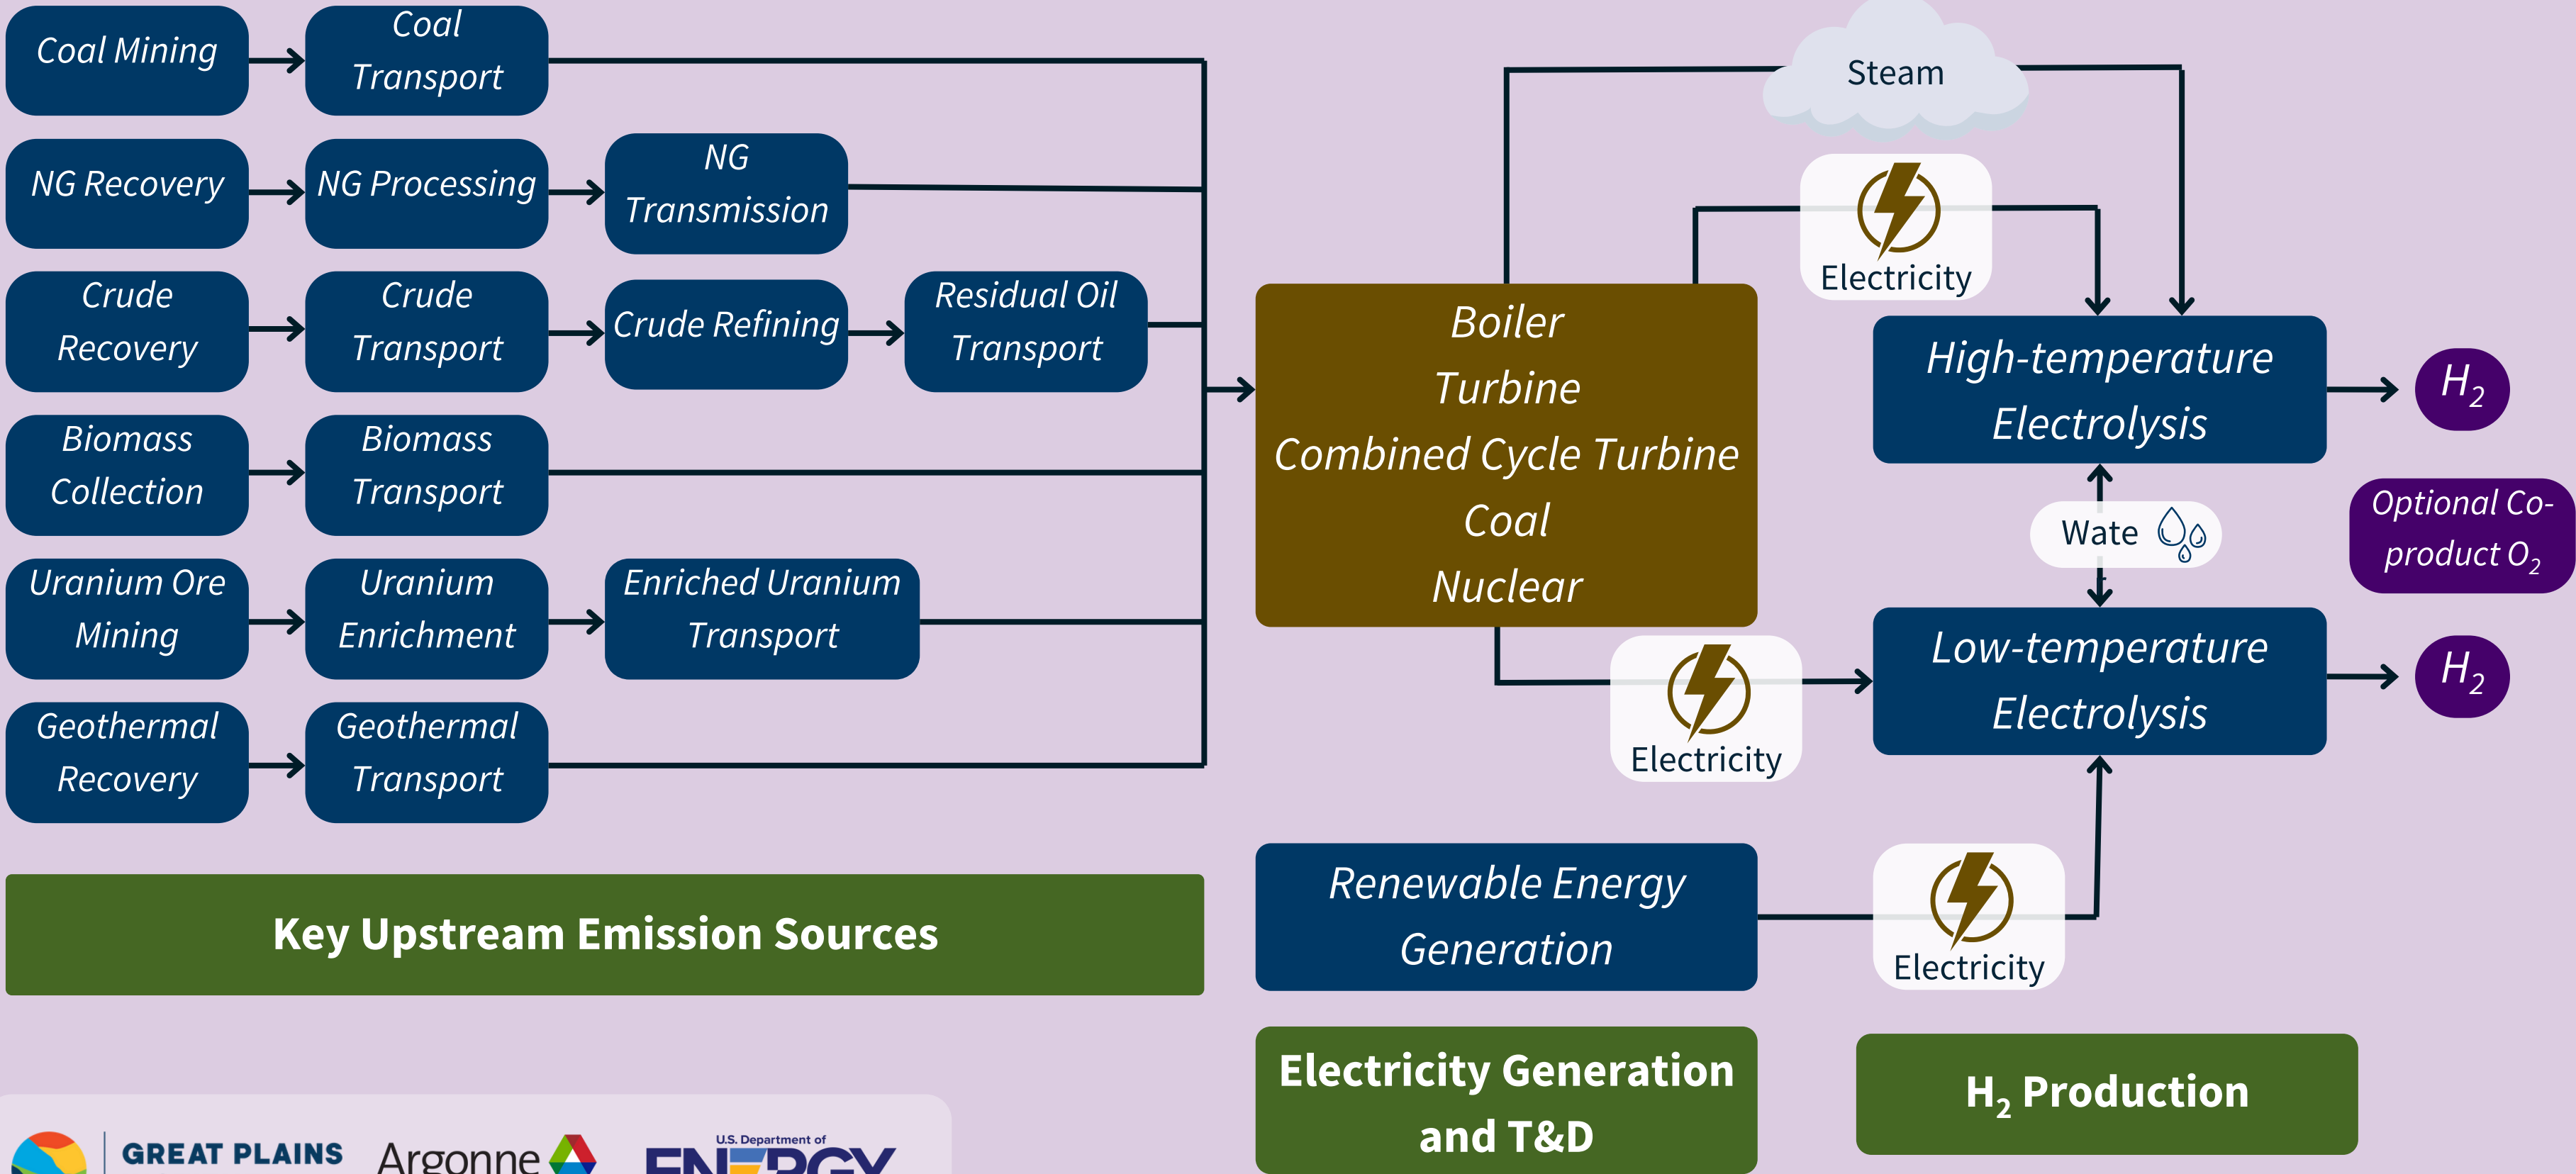 Coal Mining
Coal
Transport
NG Recovery
NG Processing
NG
Transmission
Crude
Recovery
Crude
Transport
Crude Refining
Residual Oil
Transport
Biomass
Collection
Biomass
Transport
Uranium Ore
Mining
Uranium
Enrichment
Enriched Uranium
Transport
Geothermal
Recovery
Geothermal
Transport
Key Upstream Emission Sources
Boiler
Turbine
Combined Cycle Turbine
Coal
Nuclear
Steam
Electricity
Electricity
Renewable Energy
Generation
Electricity
Electricity Generation
and T&D
High-temperature
Electrolysis
H2
Wate
r
Optional Co-
product O2
Low-temperature
Electrolysis
H2
H2 Production
GREAT PLAINS
Argonne
U.S. Department of
ENERGY